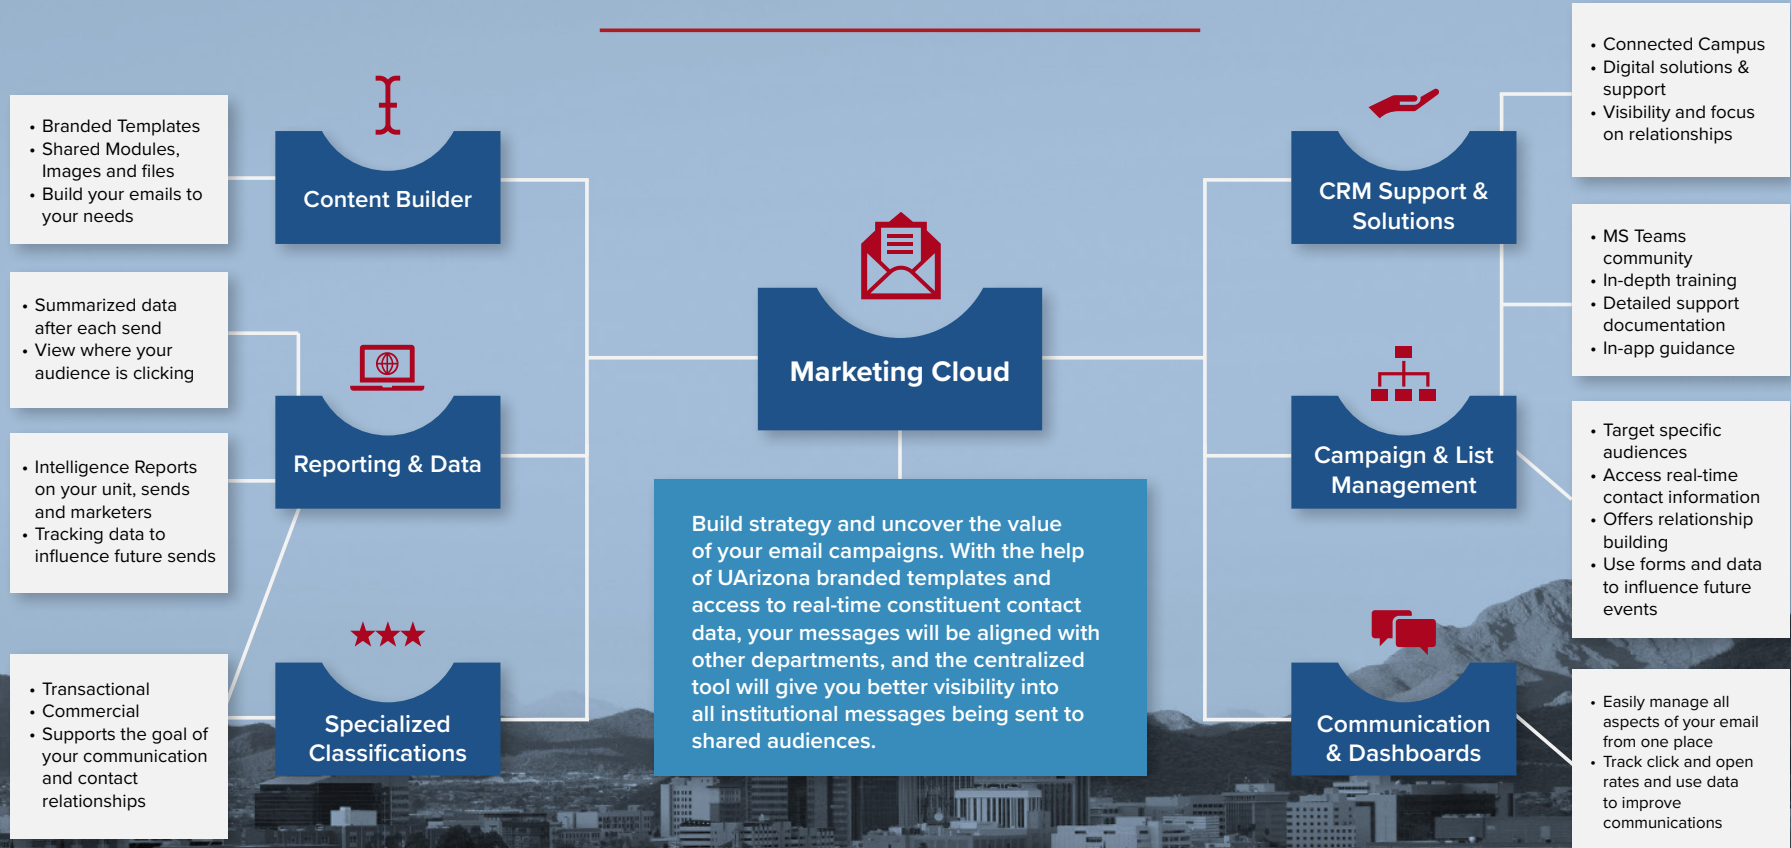 • Branded Templates
• Shared Modules,
Images and files
• Build your emails to
your needs
Content Builder
• Summarized data
after each send
• View where your
audience is clicking
Reporting & Data
• Intelligence Reports
on your unit, sends
and marketers
• Tracking data to
influence future sends
• Transactional
• Commercial
• Supports the goal of
your communication
and contact
relationships
Specialized
Classifications
Marketing Cloud
Build strategy and uncover the value
of your email campaigns. With the help
of UArizona branded templates and
access to real-time constituent contact
data, your messages will be aligned with
other departments, and the centralized
tool will give you better visibility into
all institutional messages being sent to
shared audiences.
CRM Support &
Solutions
• Connected Campus
• Digital solutions &
support
• Visibility and focus
on relationships
• MS Teams
community
• In-depth training
• Detailed support
documentation
• In-app guidance
Campaign & List
Management
• Target specific
audiences
• Access real-time
contact information
• Offers relationship
building
• Use forms and data
to influence future
events
Communication
& Dashboards
• Easily manage all
aspects of your email
from one place
• Track click and open
rates and use data
to improve
communications